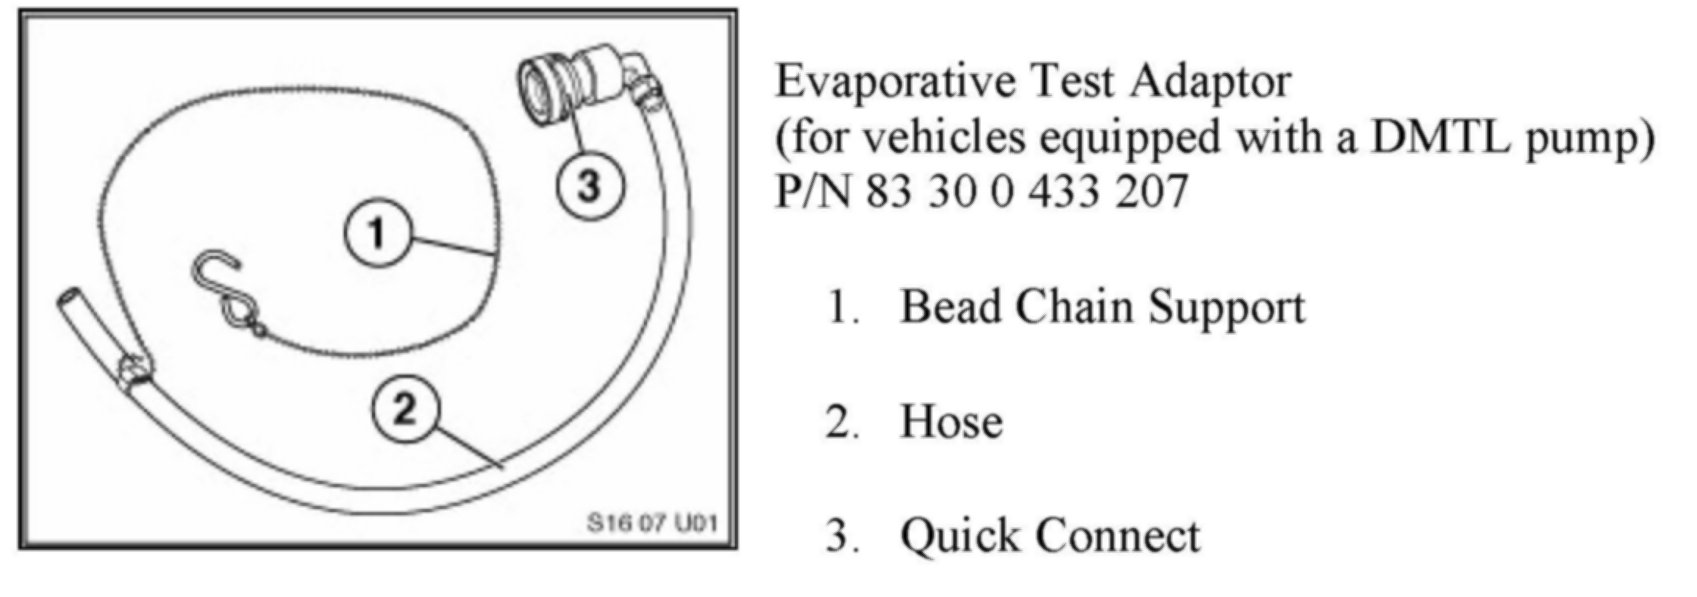 Evaporative Test Adaptor
(for vehicles equipped with a DMTL pump)
P/N 83 30 0 433 207
1
2
3
S16 07 U01
1. Bead Chain Support
2. Hose
3. Quick Connect